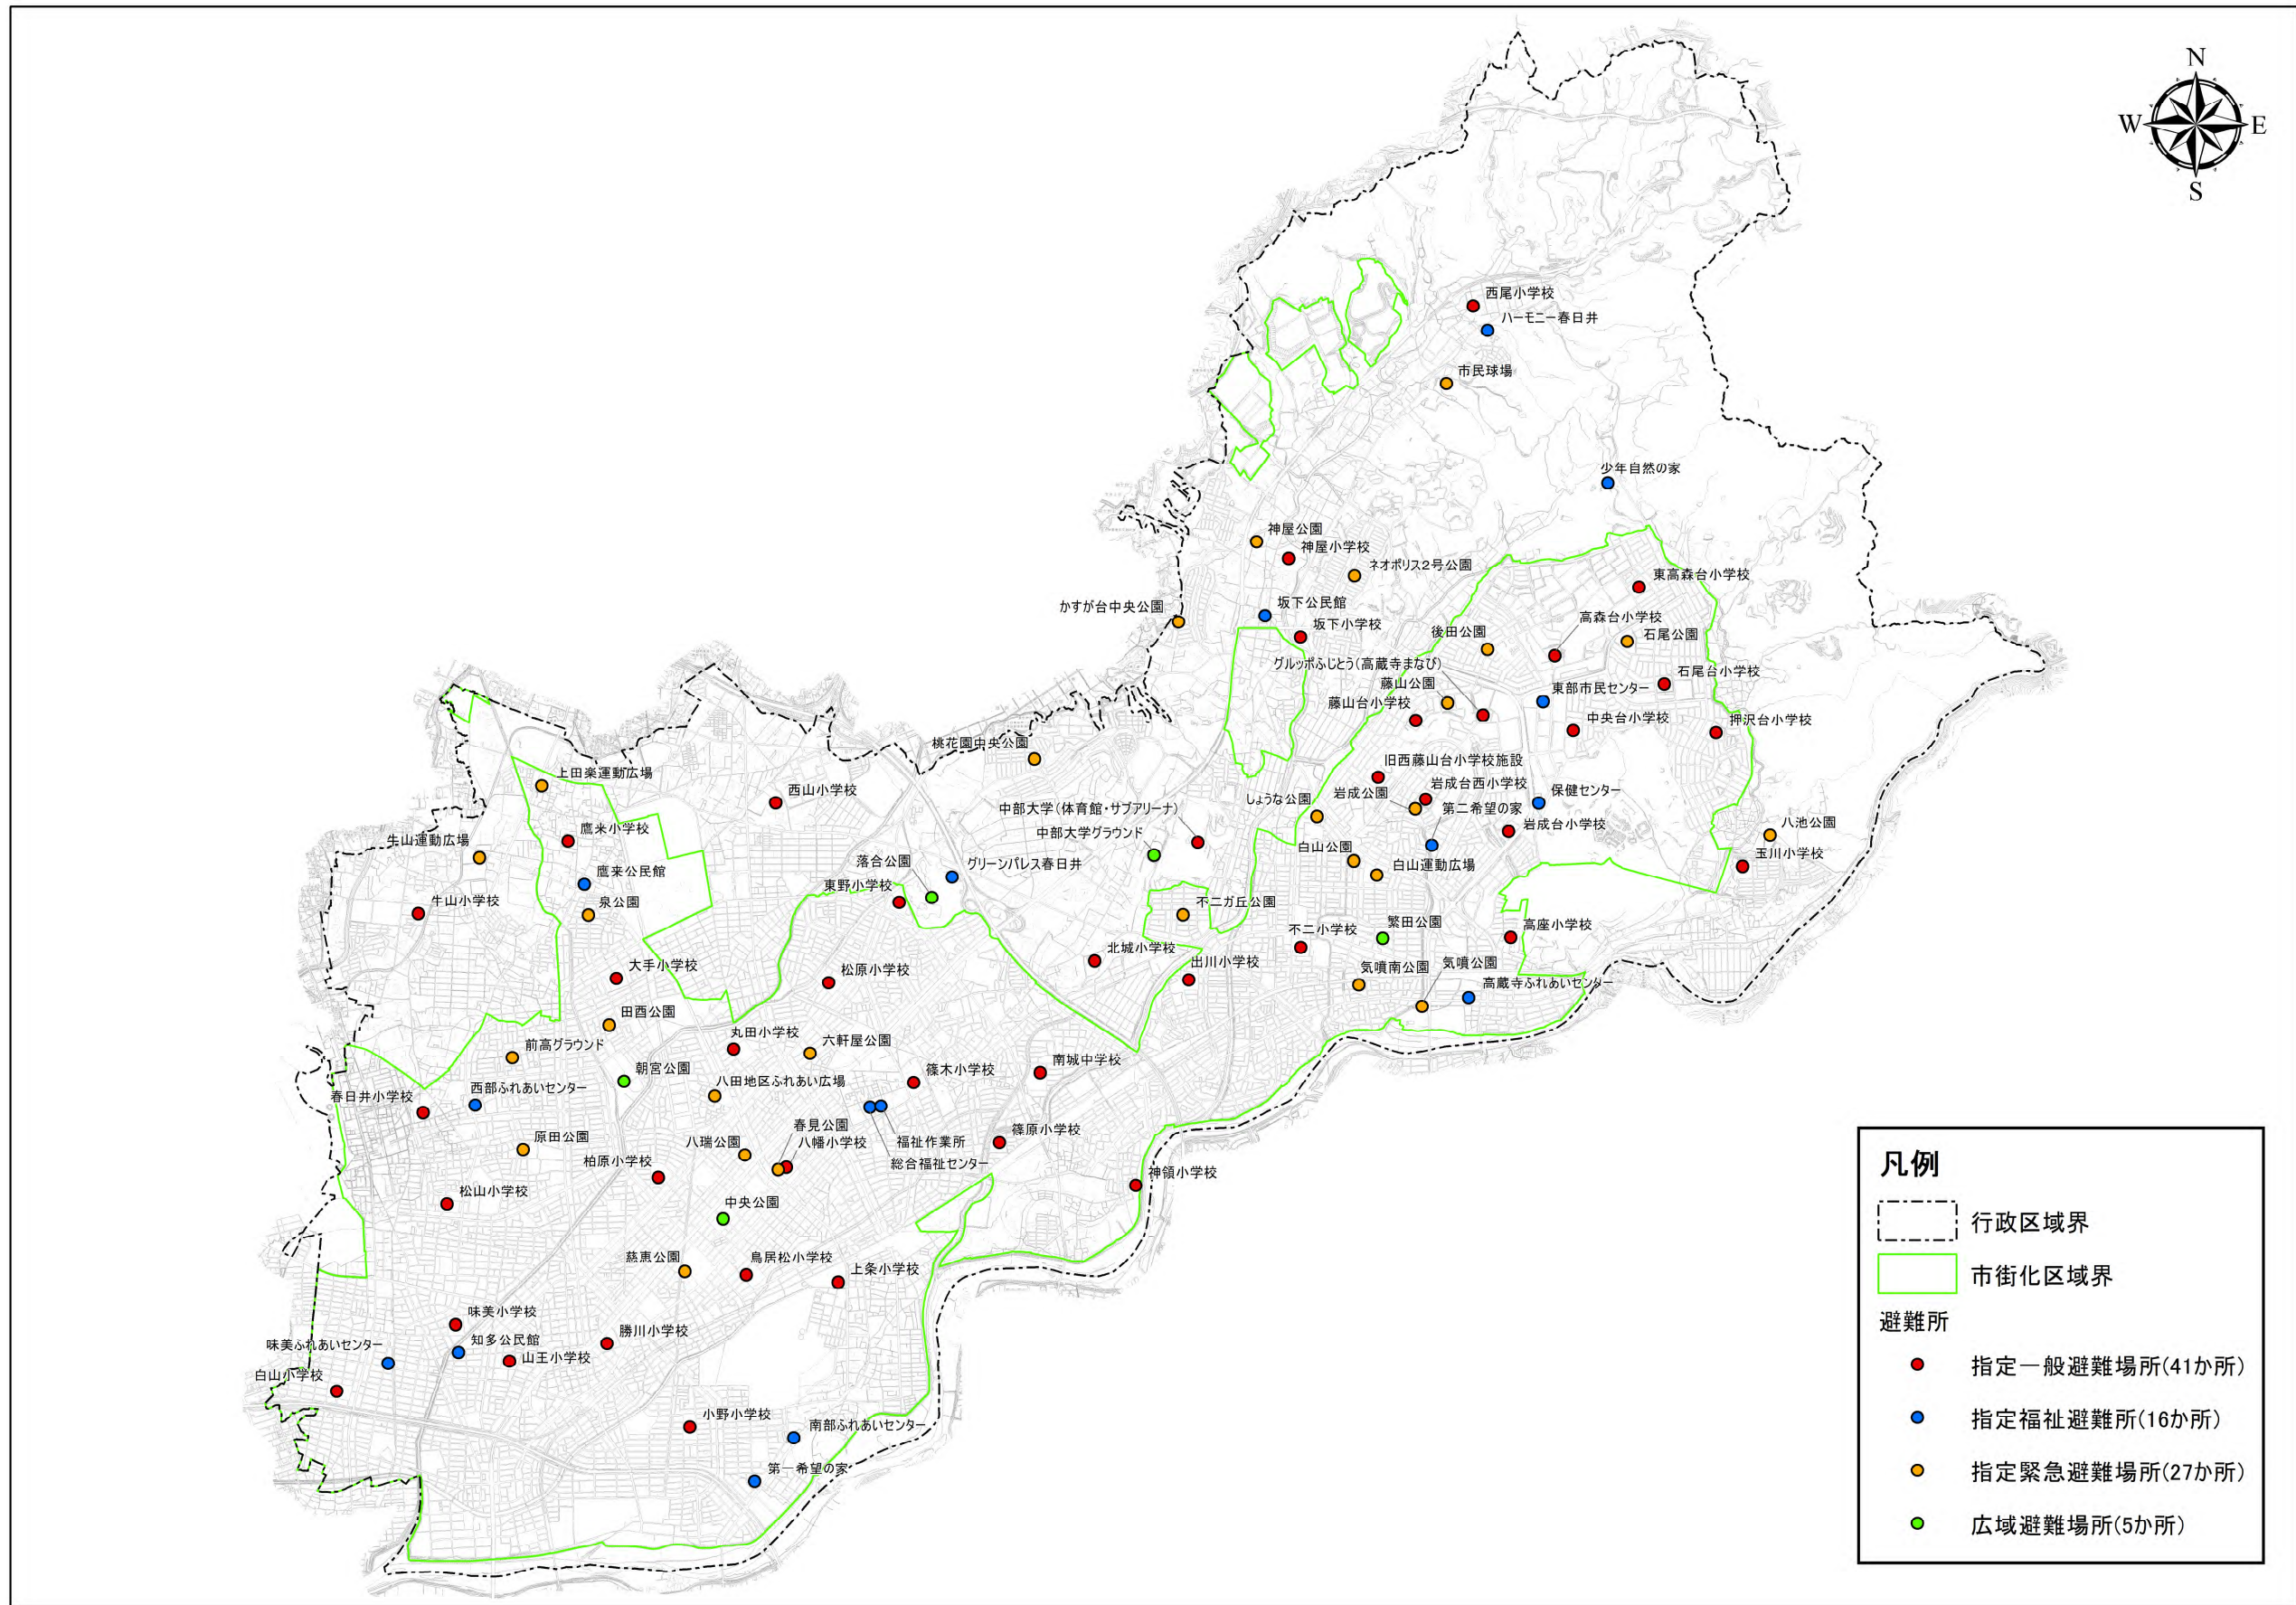 N
W
E
S
西尾小学校
ハーモニー春日井
市民球場
少年自然の家
神屋公園
神屋小学校
ネオポリス2号公園
東高森台小学校
かすが台中央公園
坂下公民館
坂下小学校
高森台小学校
後田公園
石尾公園
グルッポふじとう(高蔵寺まなび)
石尾台小学校
藤山公園
東部市民センター
藤山台小学校
中央台小学校
押沢台小学校
桃花園中央公園
旧西藤山台小学校施設
上田楽運動広場
西山小学校
岩成台西小学校
保健センター
岩成公園
しょうな公園
中部大学(体育館・サブアリーナ)
第二希望の家
岩成台小学校
八池公園
鷹来小学校
中部大学グラウンド
牛山運動広場
白山公園
玉川小学校
落合公園
グリーンパレス春日井
白山運動広場
鷹来公民館
東野小学校
牛山小学校
泉公園
不二ガ丘公園
繁田公園
高座小学校
不二小学校
北城小学校
出川小学校
大手小学校
松原小学校
気噴南公園
気噴公園
高蔵寺ふれあいセンター
田酉公園
丸田小学校
六軒屋公園
前高グラウンド
南城中学校
朝宮公園
篠木小学校
八田地区ふれあい広場
西部ふれあいセンター
春日井小学校
春見公園
原田公園
八瑞公園
八幡小学校
福祉作業所
篠原小学校
柏原小学校
総合福祉センター
神領小学校
松山小学校
中央公園
慈恵公園
鳥居松小学校
上条小学校
味美小学校
勝川小学校
知多公民館
味美ふれあいセンター
山王小学校
白山小学校
小野小学校
南部ふれあいセンター
第一希望の家
凡例
行政区域界
市街化区域界
避難所
指定一般避難場所(41か所)
指定福祉避難所(16か所)
指定緊急避難場所(27か所)
広域避難場所(5か所)